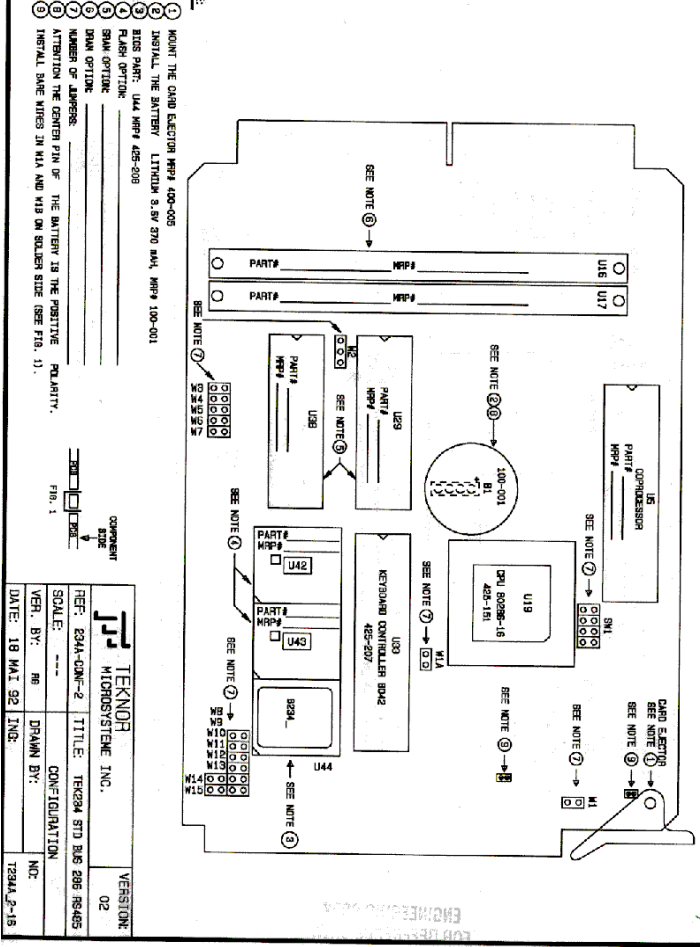 ① MOUNT THE CARD EJECTOR MRP# 400-005
② INSTALL THE BATTERY LITHIUM 3.5V 370 mAH, MRP# 100-001
③ BIOS PART: U44 MRP# 425-208
④ FLASH OPTION:
⑤ SRAM OPTION:
⑥ DRAM OPTION:
⑦ NUMBER OF JUMPERS:
⑧ ATTENTION THE CENTER PIN OF THE BATTERY IS THE POSITIVE POLARITY.
⑨ INSTALL BARE WIRES IN W1A AND W1B ON SOLDER SIDE (SEE FIG. 1).
SEE NOTE ⑥
PART# MRP# U16
PART# MRP# U17
SEE NOTE ⑦
W2
W3
W4
W5
W6
W7
PART#
MRP#
U38
SEE NOTE ⑤
PART#
MRP#
U29
SEE NOTE ②⑧
100-001
B1
U5
COPROCESSOR
PART#
MRP#
SEE NOTE ④
PART#
MRP#
U42
PART#
MRP#
U43
B234_
U44
SEE NOTE ③
U33
KEYBOARD CONTROLLER 8042
425-207
SEE NOTE ⑦
W1A
U19
CPU 80286-16
425-151
SEE NOTE ⑦
SW1
SEE NOTE ⑦
W8
W9
W10
W11
W12
W13
W14
W15
SEE NOTE ⑨
SEE NOTE ⑦
W1
CARD EJECTOR
SEE NOTE ①
SEE NOTE ⑨
PCB
PCB
FIG. 1
COMPONENT
SIDE
TEKNOR
MICROSYSTEME INC.
VERSION:
02
REF: 234A-CONF-2
TITLE: TEK234 STD BUS 286 RS485
CONFIGURATION
SCALE: ---
VER. BY: RG
DRAWN BY:
NO:
T234A_2-1B
DATE: 18 MAI 92
ING: